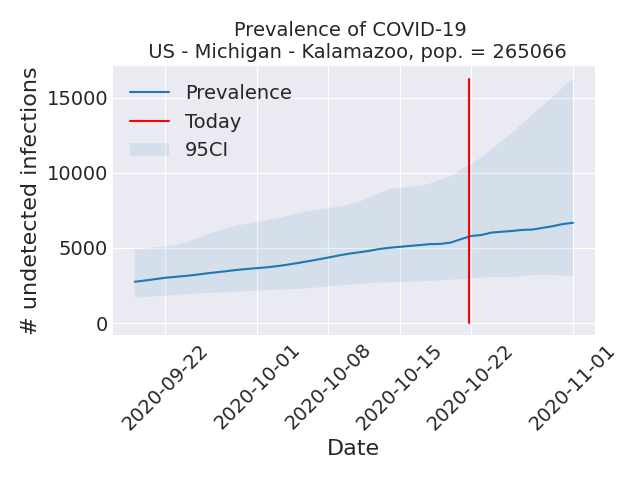 Prevalence of COVID-19
US - Michigan - Kalamazoo, pop. = 265066
# undetected infections
15000
10000
5000
0
Prevalence
Today
95CI
2020-09-22
2020-10-01
2020-10-08
2020-10-15
2020-10-22
2020-11-01
Date